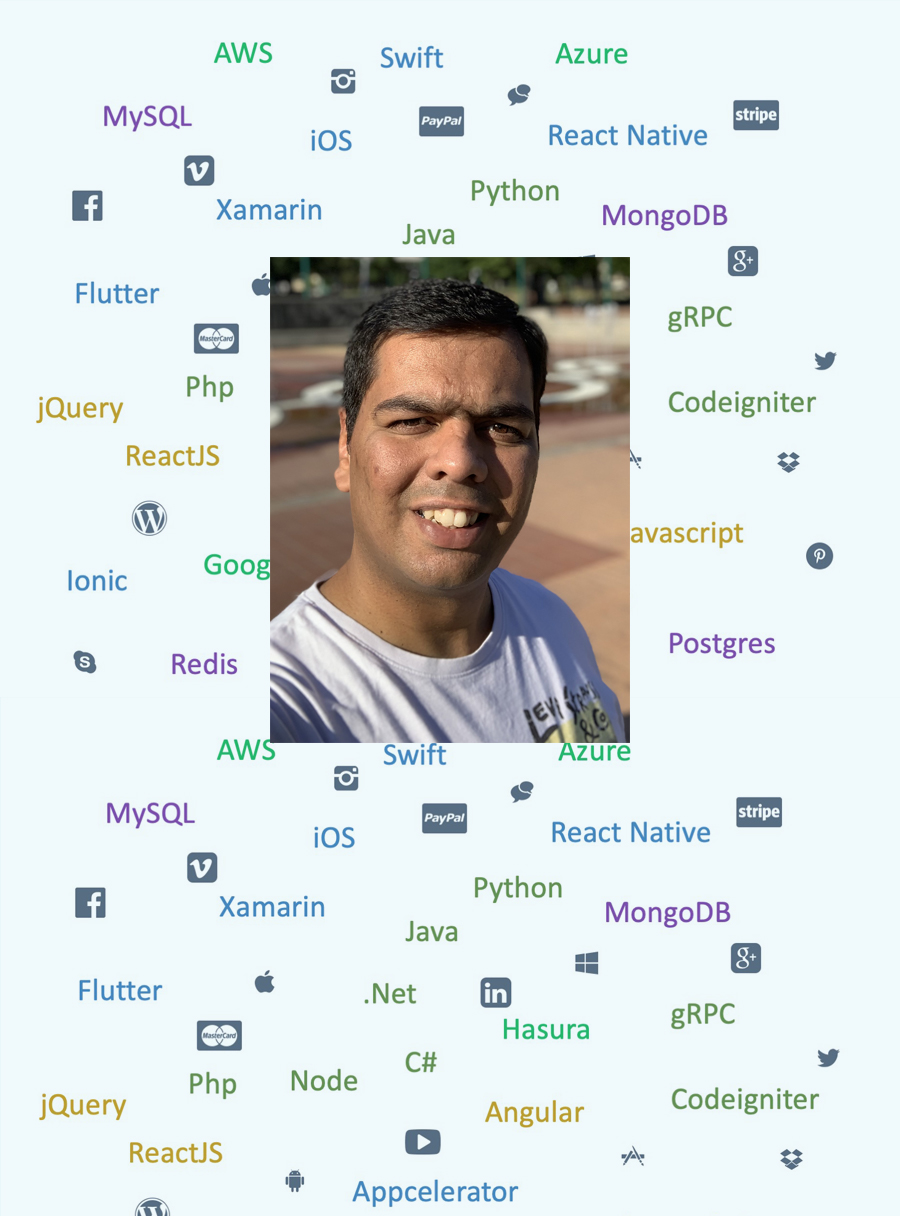 AWS
Swift
Azure
MySQL
PayPal
stripe
iOS
React Native
Xamarin
Python
MongoDB
Java
g+
Flutter
gRPC
MasterCard
Php
jQuery
Codeigniter
ReactJS
avascript
Goog
Ionic
Redis
Postgres
& Co
AWS
Swift
Azure
MySQL
PayPal
stripe
iOS
React Native
Xamarin
Python
MongoDB
Java
g+
Flutter
.Net
in
gRPC
Hasura
MasterCard
C#
Php
Node
jQuery
Angular
Codeigniter
ReactJS
Appcelerator